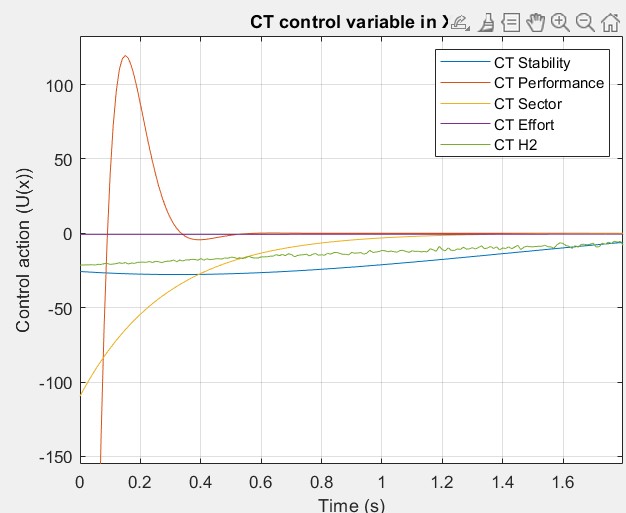 CT control variable in X
CT Stability
CT Performance
CT Sector
CT Effort
CT H2
Control action (U(x))
100
50
0
-50
-100
-150
0 0.2 0.4 0.6 0.8 1 1.2 1.4 1.6
Time (s)